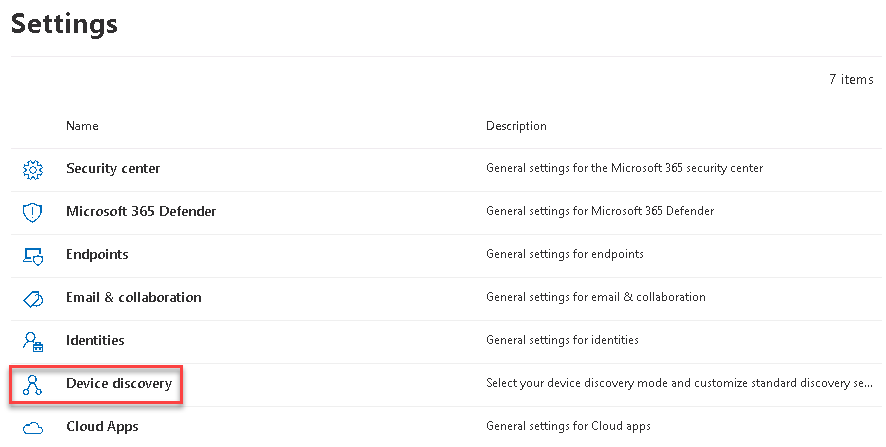 Settings
7 items
Name Description
Security center General settings for the Microsoft 365 security center
Microsoft 365 Defender General settings for Microsoft 365 Defender
Endpoints General settings for endpoints
Email & collaboration General settings for email & collaboration
Identities General settings for identities
Device discovery Select your device discovery mode and customize standard discovery se...
Cloud Apps General settings for Cloud apps